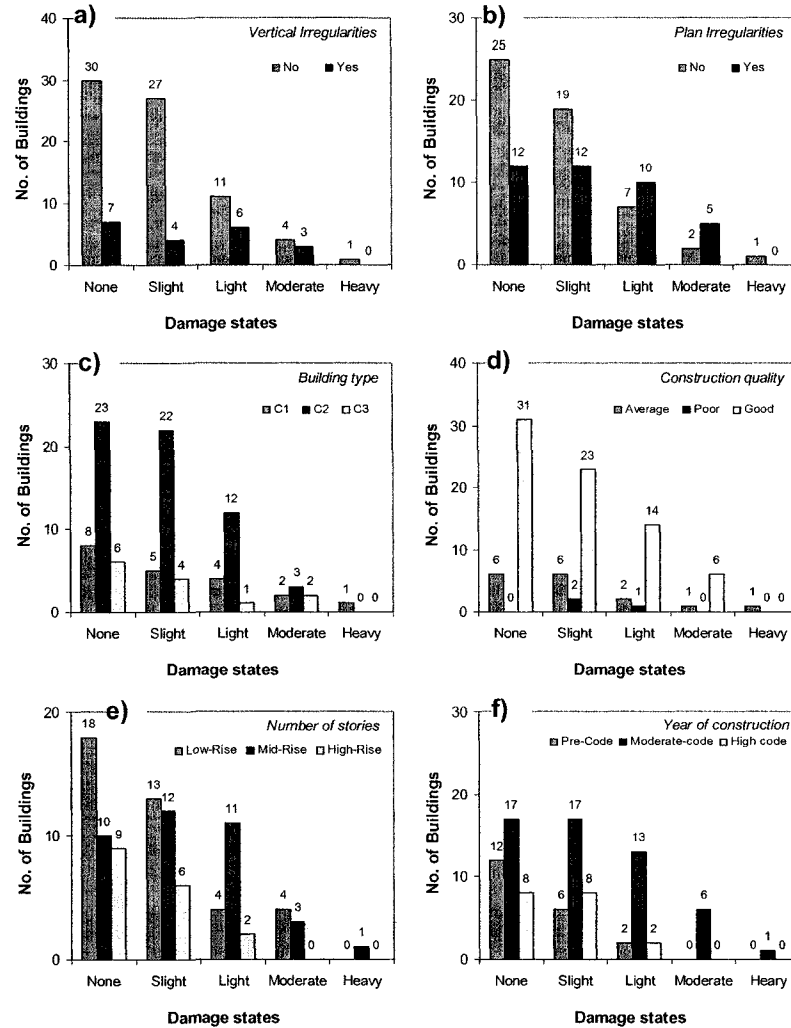 a)
Vertical Irregularities
No Yes
No. of Buildings
40
30
20
10
0
30
7
27
4
11
6
4
3
1
0
None Slight Light Moderate Heavy
Damage states
b)
Plan Irregularities
No Yes
No. of Buildings
30
20
10
0
25
12
19
12
7
10
2
5
1
0
None Slight Light Moderate Heavy
Damage states
c)
Building type
C1 C2 C3
No. of Buildings
30
20
10
0
8
23
6
5
22
4
4
12
1
2
3
2
1
0 0
None Slight Light Moderate Heavy
Damage states
d)
Construction quality
Average Poor Good
No. of Buildings
40
30
20
10
0
6
0
31
6
2
23
2
1
14
1
0
6
1
0 0
None Slight Light Moderate Heavy
Damage states
e)
Number of stories
Low-Rise Mid-Rise High-Rise
No. of Buildings
20
10
0
18
10
9
13
12
6
4
11
2
4
3
0
0
1
0
None Slight Light Moderate Heavy
Damage states
f)
Year of construction
Pre-Code Moderate-code High code
No. of Buildings
30
20
10
0
12
17
8
6
17
8
2
13
2
0
6
0
0
1
0
None Slight Light Moderate Heavy
Damage states